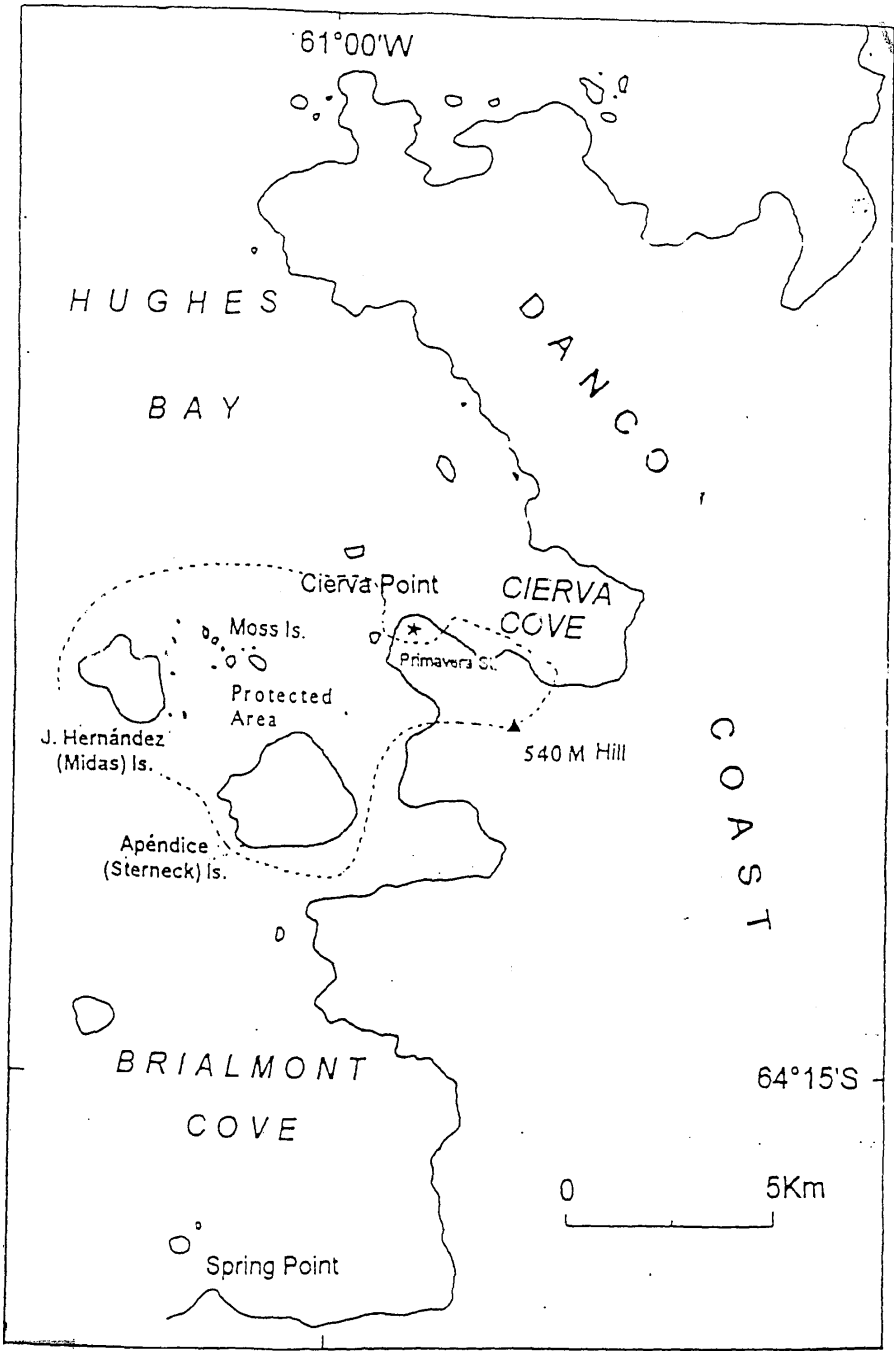 61°00'W
HUGHES
BAY
DANCO
Cierva Point
CIERVA
COVE
Moss Is.
Primavera St.
Protected
Area
J. Hernández
(Midas) Is.
540 M Hill
COAST
Apéndice
(Sterneck) Is.
BRIALMONT
COVE
64°15'S
0 5Km
Spring Point